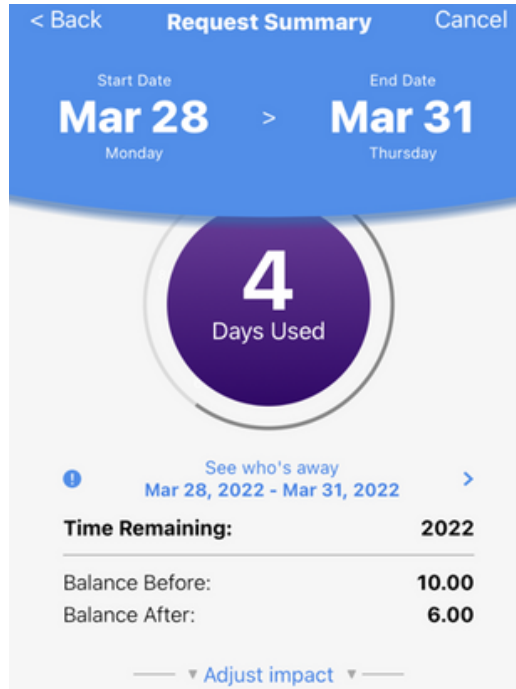 < Back Request Summary Cancel
Start Date End Date
Mar 28 > Mar 31
Monday Thursday
4
Days Used
See who's away
Mar 28, 2022 - Mar 31, 2022 >
Time Remaining: 2022
Balance Before: 10.00
Balance After: 6.00
▼ Adjust impact ▼